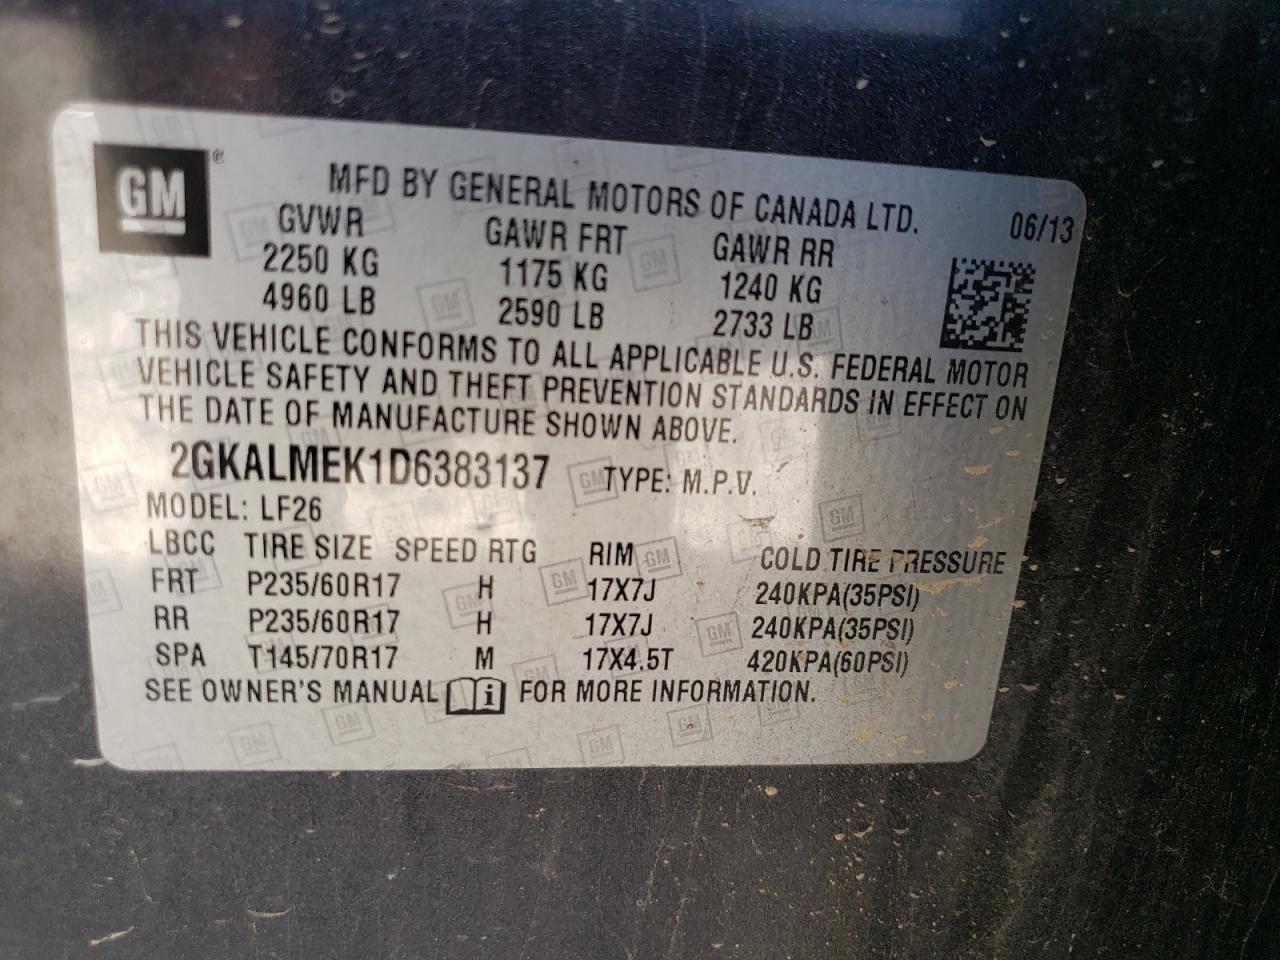 GM®
MFD BY GENERAL MOTORS OF CANADA LTD.
GVWR GAWR FRT GAWR RR 06/13
2250 KG 1175 KG 1240 KG
4960 LB 2590 LB 2733 LB
THIS VEHICLE CONFORMS TO ALL APPLICABLE U.S. FEDERAL MOTOR
VEHICLE SAFETY AND THEFT PREVENTION STANDARDS IN EFFECT ON
THE DATE OF MANUFACTURE SHOWN ABOVE.
2GKALMEK1D6383137 TYPE: M.P.V.
MODEL: LF26
LBCC TIRE SIZE SPEED RTG RIM COLD TIRE PRESSURE
FRT P235/60R17 H 17X7J 240KPA(35PSI)
RR P235/60R17 H 17X7J 240KPA(35PSI)
SPA T145/70R17 M 17X4.5T 420KPA(60PSI)
SEE OWNER'S MANUAL i FOR MORE INFORMATION.